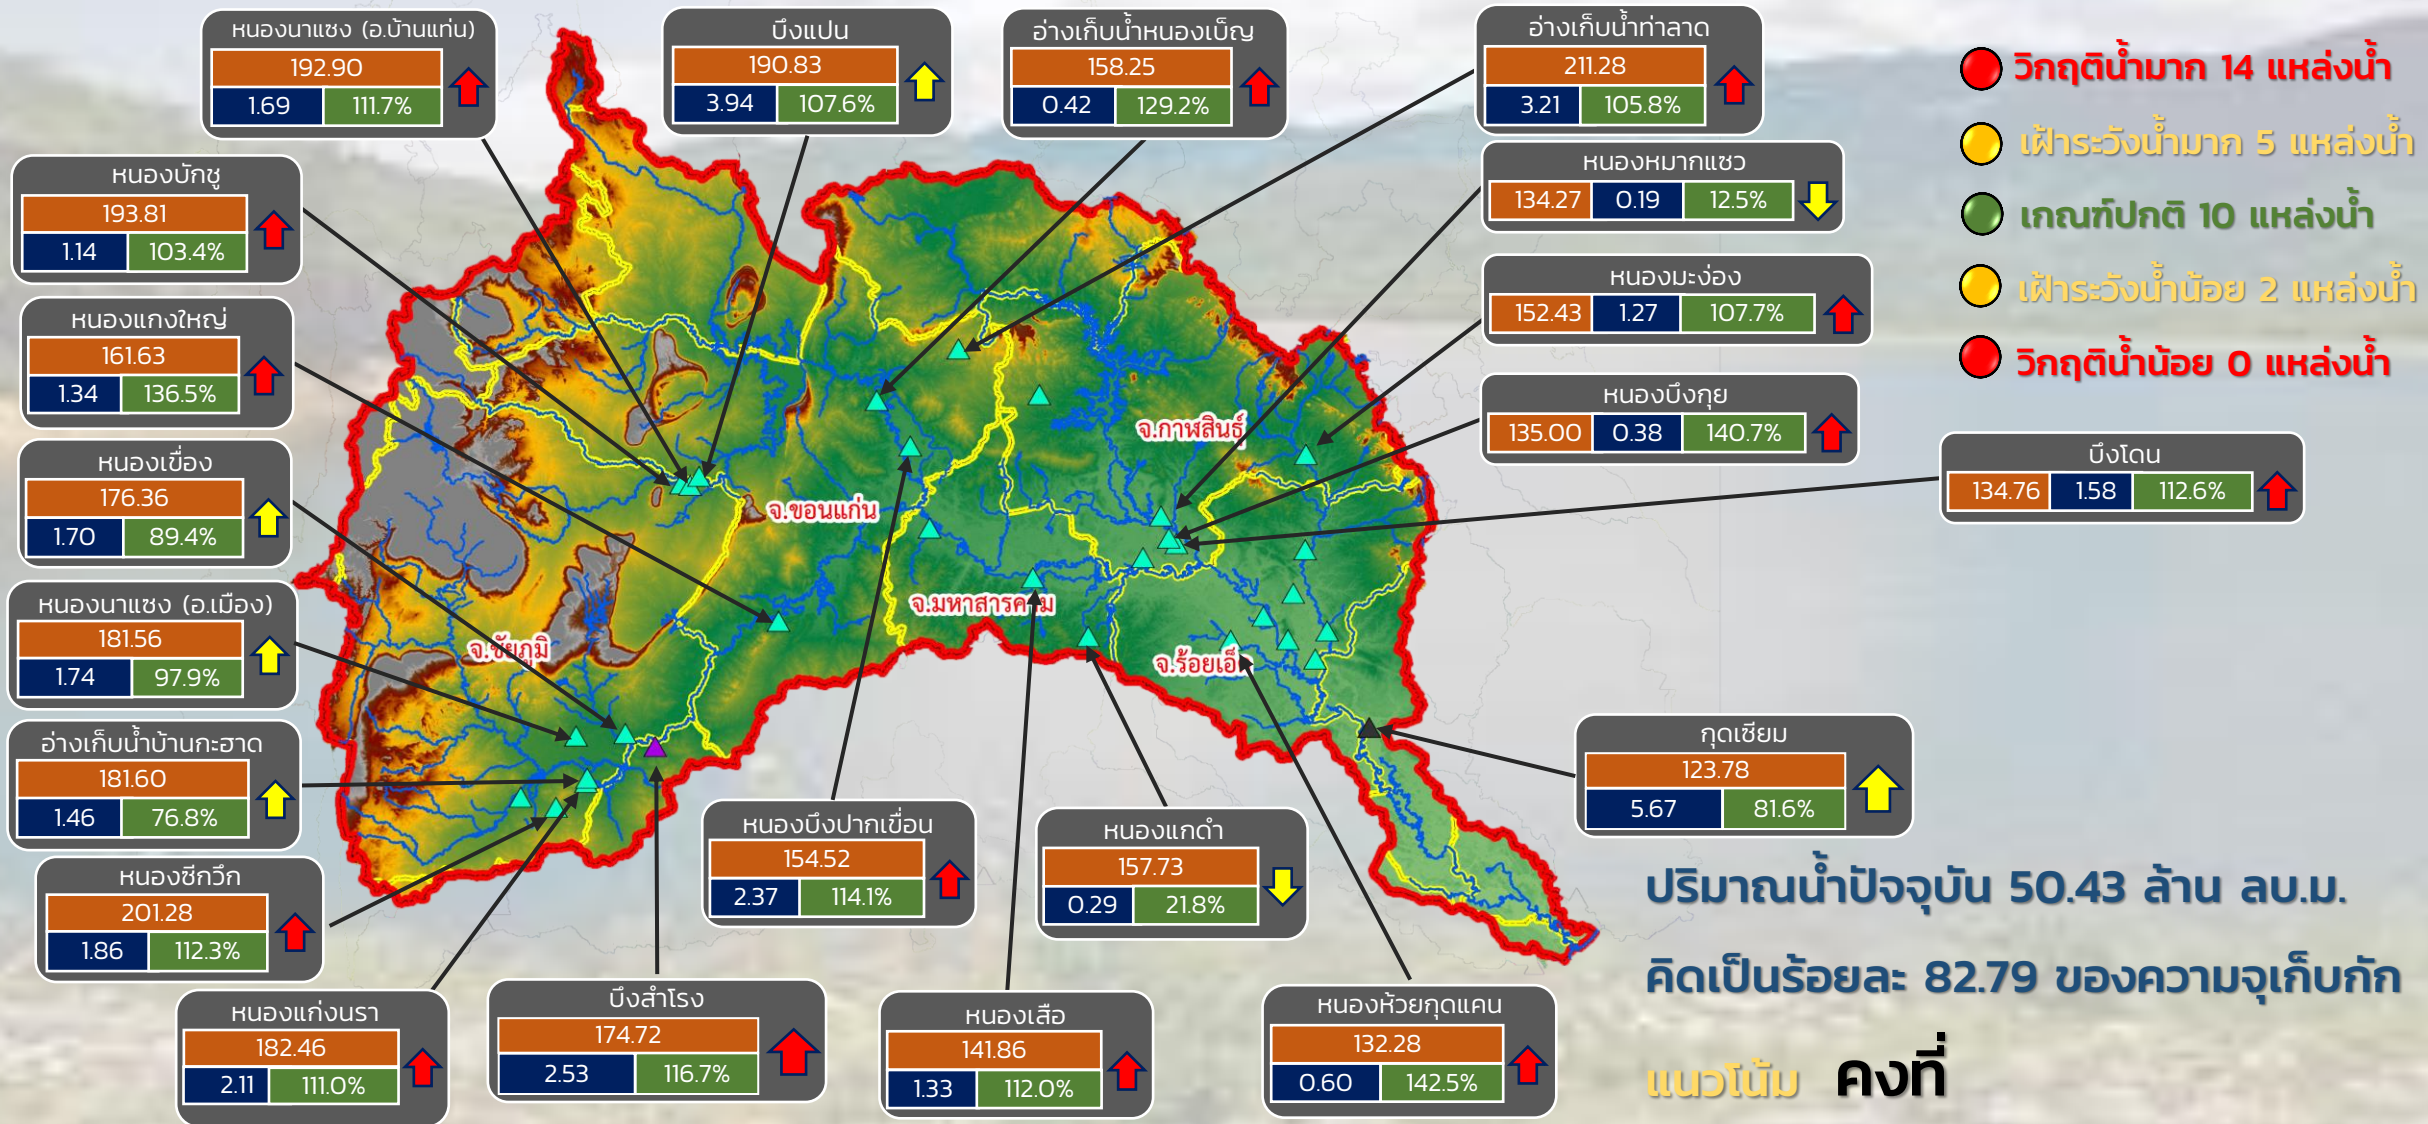 หนองนาแซง (อ.บ้านแท่น)
192.90
1.69 111.7%
บึงแปน
190.83
3.94 107.6%
อ่างเก็บน้ำหนองเบ็ญ
158.25
0.42 129.2%
อ่างเก็บน้ำท่าลาด
211.28
3.21 105.8%
หนองหมากแซว
134.27 0.19 12.5%
หนองมะง่อง
152.43 1.27 107.7%
หนองบึงกุย
135.00 0.38 140.7%
บึงโดน
134.76 1.58 112.6%
วิกฤติน้ำมาก 14 แหล่งน้ำ
เฝ้าระวังน้ำมาก 5 แหล่งน้ำ
เกณฑ์ปกติ 10 แหล่งน้ำ
เฝ้าระวังน้ำน้อย 2 แหล่งน้ำ
วิกฤติน้ำน้อย 0 แหล่งน้ำ
หนองบักซู
193.81
1.14 103.4%
หนองแกงใหญ่
161.63
1.34 136.5%
หนองเขื่อง
176.36
1.70 89.4%
หนองนาแซง (อ.เมือง)
181.56
1.74 97.9%
อ่างเก็บน้ำบ้านกะฮาด
181.60
1.46 76.8%
หนองซีกวึก
201.28
1.86 112.3%
หนองแก่งนรา
182.46
2.11 111.0%
บึงสำโรง
174.72
2.53 116.7%
หนองบึงปากเขื่อน
154.52
2.37 114.1%
หนองเสือ
141.86
1.33 112.0%
หนองแกดำ
157.73
0.29 21.8%
หนองห้วยกุดแคน
132.28
0.60 142.5%
กุดเซียม
123.78
5.67 81.6%
จ.กาฬสินธุ์
จ.ขอนแก่น
จ.มหาสารคาม
จ.ชัยภูมิ
จ.ร้อยเอ็ด
ปริมาณน้ำปัจจุบัน 50.43 ล้าน ลบ.ม.
คิดเป็นร้อยละ 82.79 ของความจุเก็บกัก
แนวโน้ม คงที่